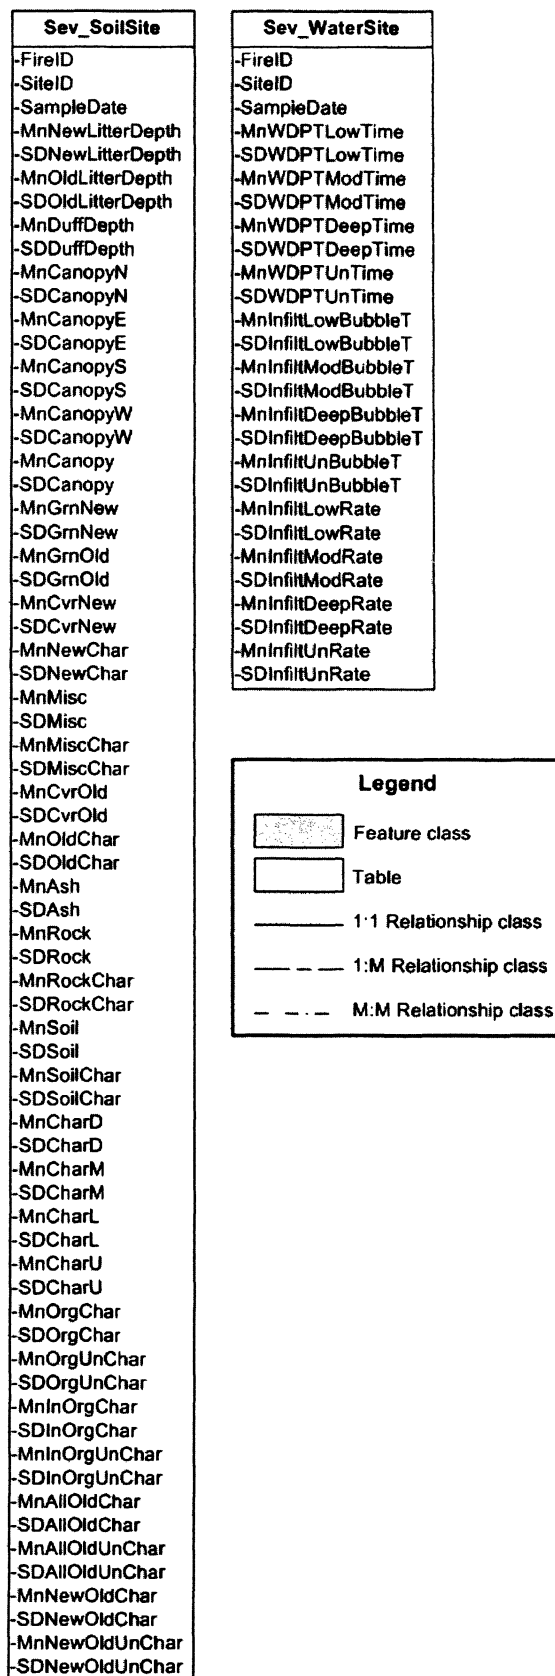 Sev_SoilSite
-FireID
-SiteID
-SampleDate
-MnNewLitterDepth
-SDNewLitterDepth
-MnOldLitterDepth
-SDOldLitterDepth
-MnDuffDepth
-SDDuffDepth
-MnCanopyN
-SDCanopyN
-MnCanopyE
-SDCanopyE
-MnCanopyS
-SDCanopyS
-MnCanopyW
-SDCanopyW
-MnCanopy
-SDCanopy
-MnGrnNew
-SDGrnNew
-MnGrnOld
-SDGrnOld
-MnCvrNew
-SDCvrNew
-MnNewChar
-SDNewChar
-MnMisc
-SDMisc
-MnMiscChar
-SDMiscChar
-MnCvrOld
-SDCvrOld
-MnOldChar
-SDOldChar
-MnAsh
-SDAsh
-MnRock
-SDRock
-MnRockChar
-SDRockChar
-MnSoil
-SDSoil
-MnSoilChar
-SDSoilChar
-MnCharD
-SDCharD
-MnCharM
-SDCharM
-MnCharL
-SDCharL
-MnCharU
-SDCharU
-MnOrgChar
-SDOrgChar
-MnOrgUnChar
-SDOrgUnChar
-MnInOrgChar
-SDInOrgChar
-MnInOrgUnChar
-SDInOrgUnChar
-MnAllOldChar
-SDAllOldChar
-MnAllOldUnChar
-SDAllOldUnChar
-MnNewOldChar
-SDNewOldChar
-MnNewOldUnChar
-SDNewOldUnChar
Sev_WaterSite
-FireID
-SiteID
-SampleDate
-MnWDPTLowTime
-SDWDPTLowTime
-MnWDPTModTime
-SDWDPTModTime
-MnWDPTDeepTime
-SDWDPTDeepTime
-MnWDPTUnTime
-SDWDPTUnTime
-MnInfiltLowBubbleT
-SDInfiltLowBubbleT
-MnInfiltModBubbleT
-SDInfiltModBubbleT
-MnInfiltDeepBubbleT
-SDInfiltDeepBubbleT
-MnInfiltUnBubbleT
-SDInfiltUnBubbleT
-MnInfiltLowRate
-SDInfiltLowRate
-MnInfiltModRate
-SDInfiltModRate
-MnInfiltDeepRate
-SDInfiltDeepRate
-MnInfiltUnRate
-SDInfiltUnRate
Legend
Feature class
Table
1:1 Relationship class
1:M Relationship class
M:M Relationship class